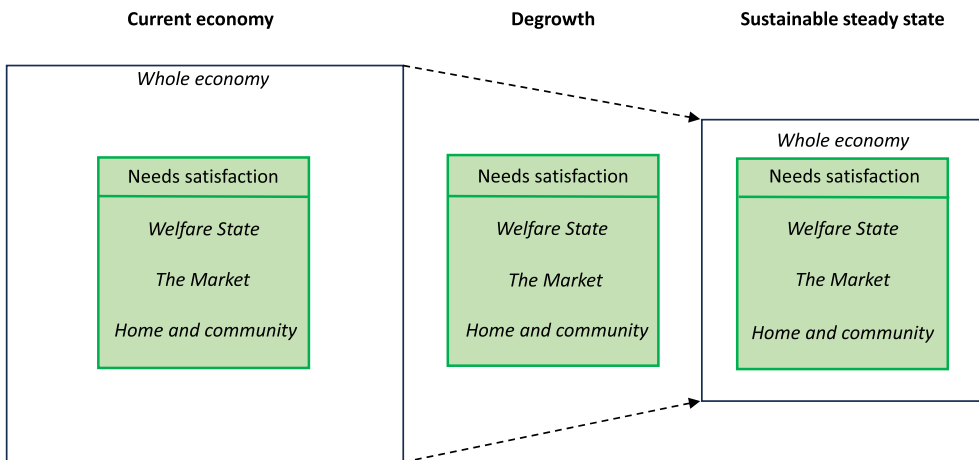 Current economy
Degrowth
Sustainable steady state
Whole economy
Needs satisfaction
Welfare State
The Market
Home and community
Needs satisfaction
Welfare State
The Market
Home and community
Whole economy
Needs satisfaction
Welfare State
The Market
Home and community